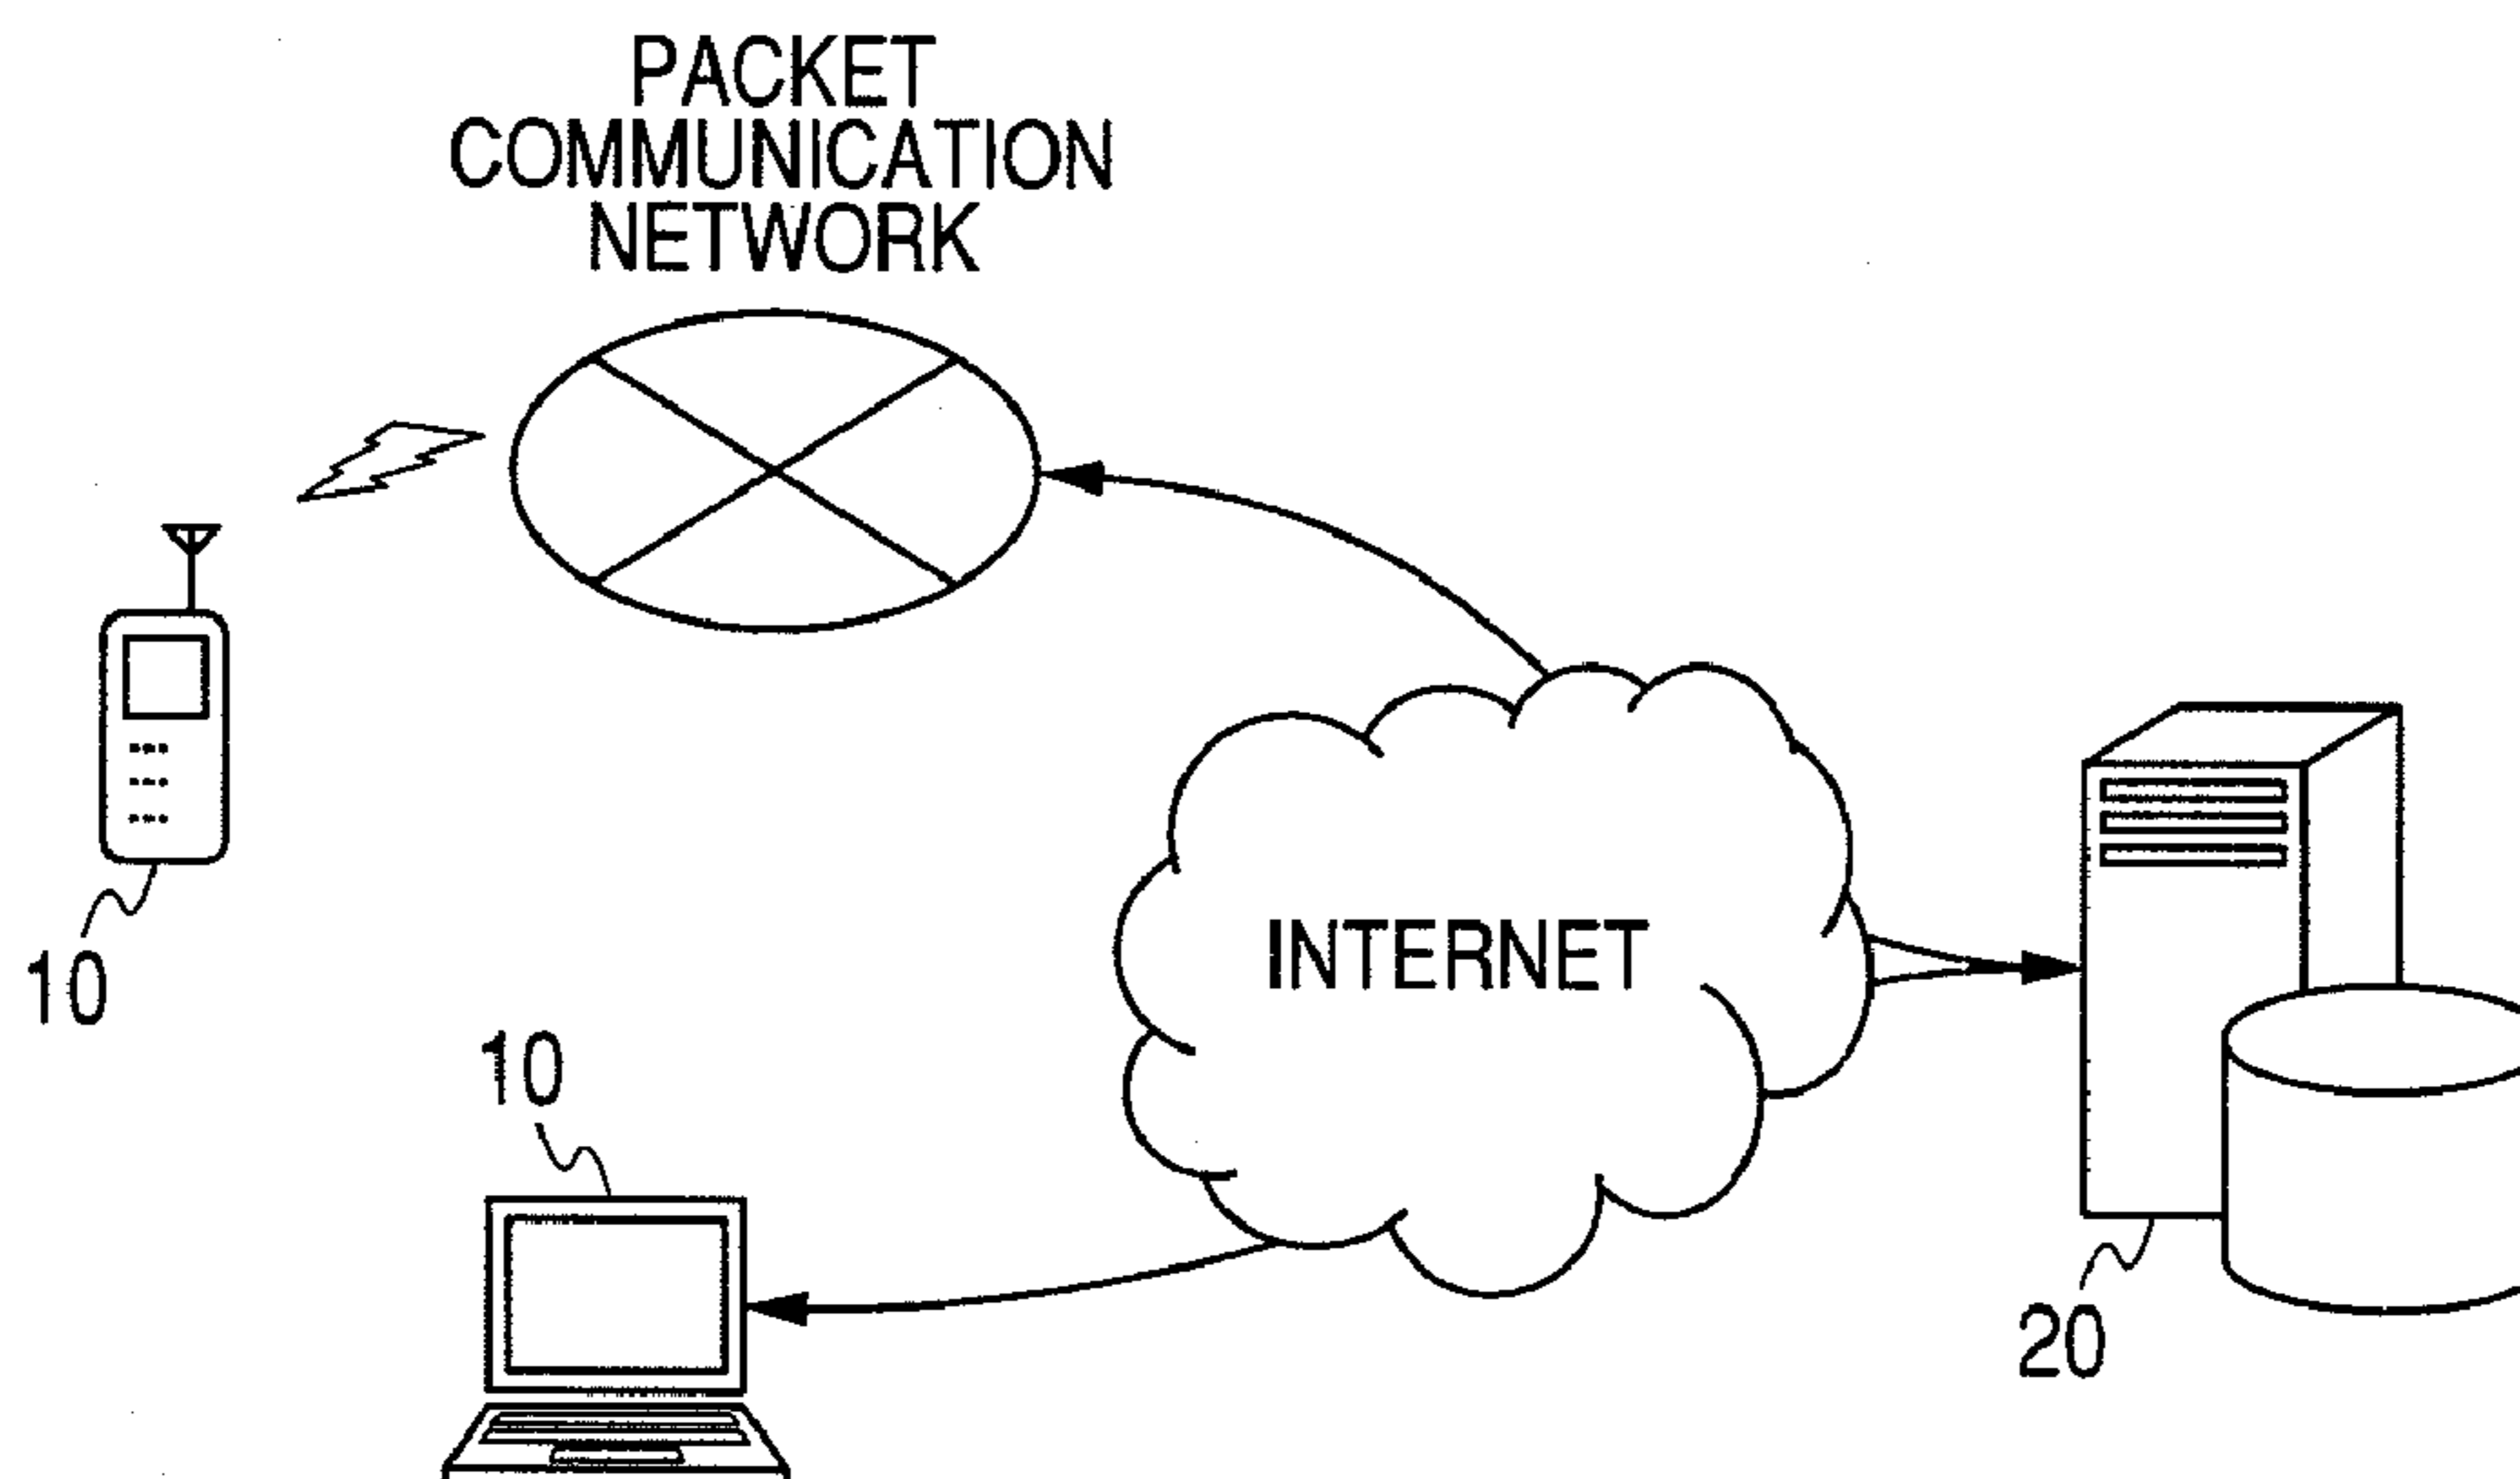 PACKET
COMMUNICATION
NETWORK
10
INTERNET
10
20